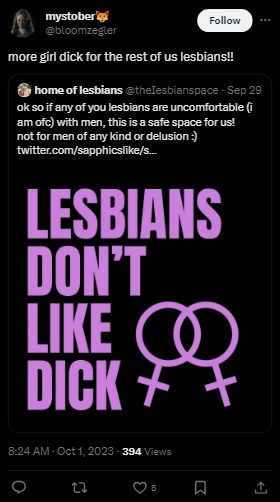 mystober🦊
@bloomzegler
Follow
...
more girl dick for the rest of us lesbians!!
home of lesbians @thelesbianspace · Sep 29
ok so if any of you lesbians are uncomfortable (i
am ofc) with men, this is a safe space for us!
not for men of any kind or delusion :)
twitter.com/sapphicslike/s...
LESBIANS
DON'T
LIKE
DICK
8:24 AM · Oct 1, 2023 · 394 Views
8